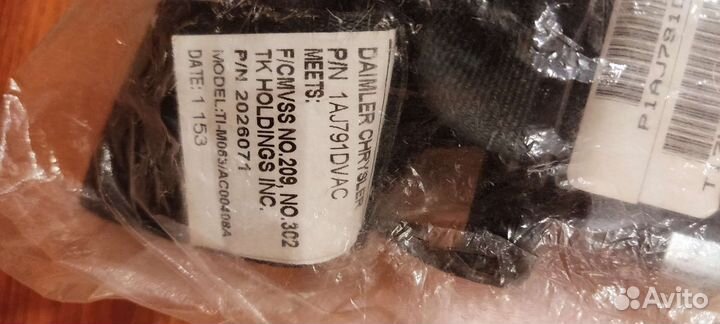 DAIMLER CHRYSLER
P/N 1AJ791DVAC
MEETS:
F/CMVSS NO.209, NO.302
TK HOLDINGS INC.
P/N 2026071
MODEL:TI-M063/AC00408A
DATE: 1 153
P1AJ791D
Avito